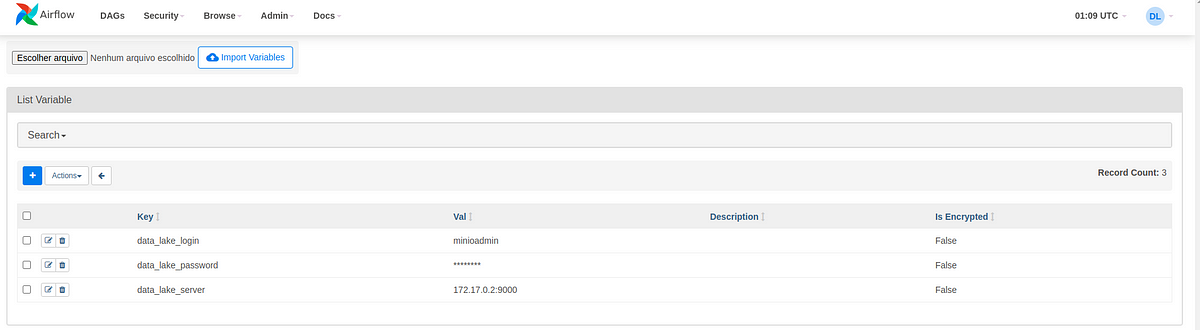 Airflow DAGs Security Browse Admin Docs 01:09 UTC DL
Escolher arquivo Nenhum arquivo escolhido Import Variables
List Variable
Search
+ Actions Record Count: 3
Key Val Description Is Encrypted
data_lake_login minioadmin False
data_lake_password ******** False
data_lake_server 172.17.0.2:9000 False